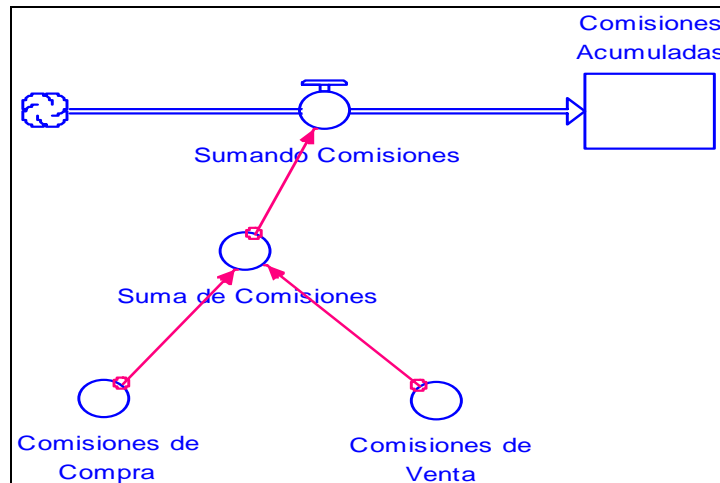 Comisiones
Acumuladas
Sumando Comisiones
Suma de Comisiones
Comisiones de
Compra
Comisiones de
Venta